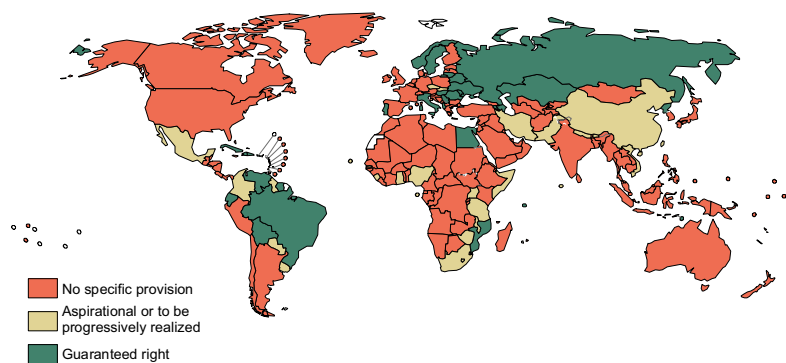 No specific provision
Aspirational or to be
progressively realized
Guaranteed right